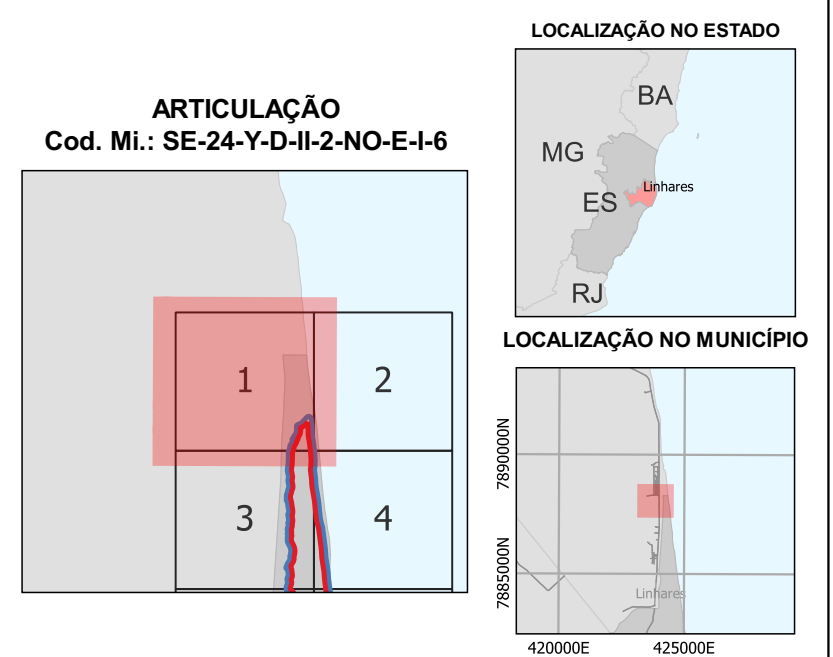 ARTICULAÇÃO
Cod. Mi.: SE-24-Y-D-II-2-NO-E-I-6
1
2
3
4
LOCALIZAÇÃO NO ESTADO
BA
MG
Linhares
ES
RJ
LOCALIZAÇÃO NO MUNICÍPIO
7890000N
7885000N
Linhares
420000E
425000E